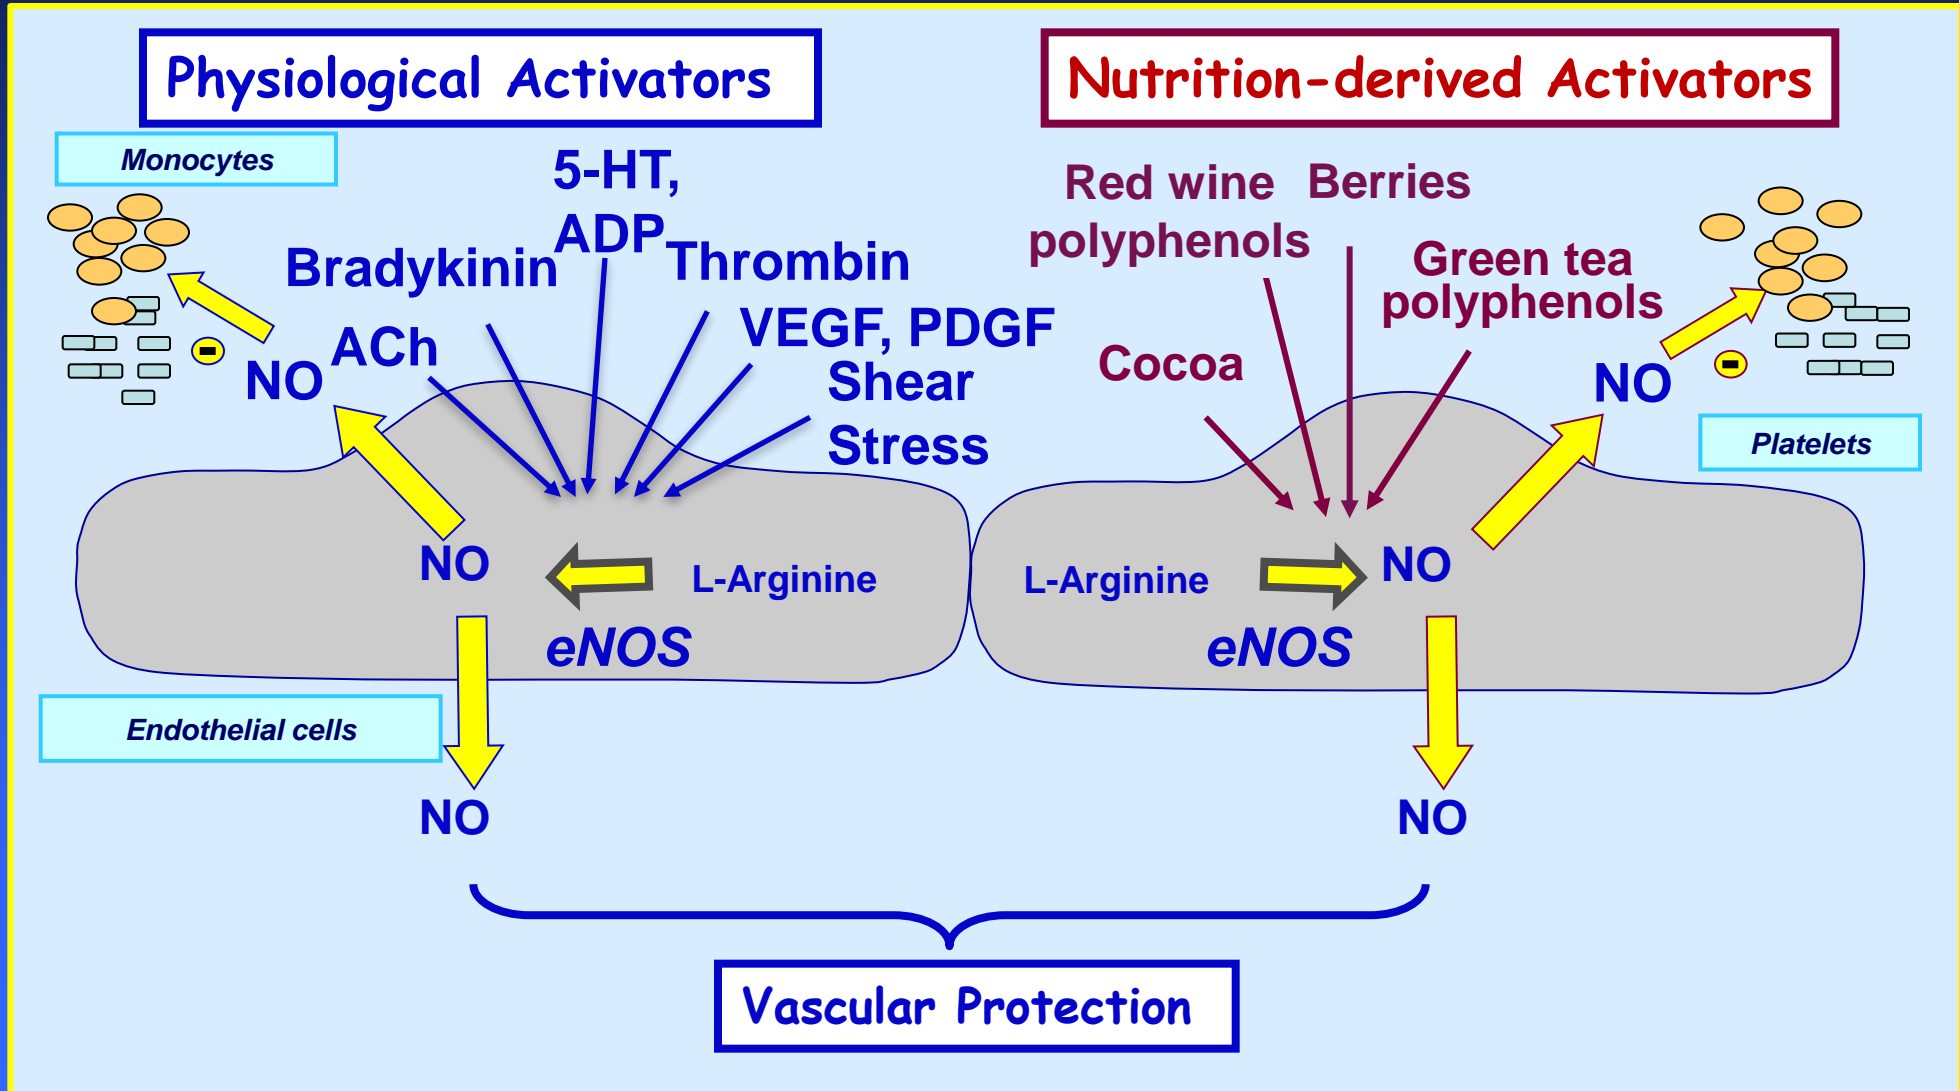 Physiological Activators
Nutrition-derived Activators
Monocytes
5-HT,
ADP
Bradykinin
Thrombin
ACh
VEGF, PDGF
Shear
Stress
NO
Red wine
polyphenols
Berries
Green tea
polyphenols
Cocoa
NO
Platelets
NO
L-Arginine
eNOS
L-Arginine
NO
eNOS
Endothelial cells
NO
NO
Vascular Protection